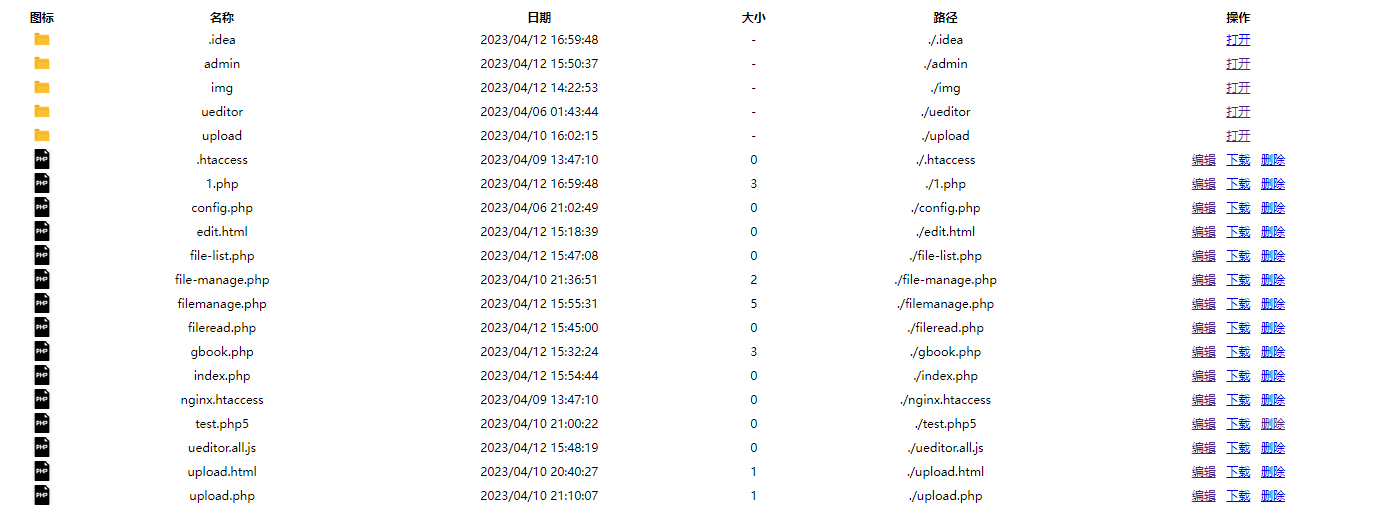 图标 名称 日期 大小 路径 操作
.idea 2023/04/12 16:59:48 - ./.idea 打开
admin 2023/04/12 15:50:37 - ./admin 打开
img 2023/04/12 14:22:53 - ./img 打开
ueditor 2023/04/06 01:43:44 - ./ueditor 打开
upload 2023/04/10 16:02:15 - ./upload 打开
PHP .htaccess 2023/04/09 13:47:10 0 ./.htaccess 编辑 下载 删除
PHP 1.php 2023/04/12 16:59:48 3 ./1.php 编辑 下载 删除
PHP config.php 2023/04/06 21:02:49 0 ./config.php 编辑 下载 删除
PHP edit.html 2023/04/12 15:18:39 0 ./edit.html 编辑 下载 删除
PHP file-list.php 2023/04/12 15:47:08 0 ./file-list.php 编辑 下载 删除
PHP file-manage.php 2023/04/10 21:36:51 2 ./file-manage.php 编辑 下载 删除
PHP filemanage.php 2023/04/12 15:55:31 5 ./filemanage.php 编辑 下载 删除
PHP fileread.php 2023/04/12 15:45:00 0 ./fileread.php 编辑 下载 删除
PHP gbook.php 2023/04/12 15:32:24 3 ./gbook.php 编辑 下载 删除
PHP index.php 2023/04/12 15:54:44 0 ./index.php 编辑 下载 删除
PHP nginx.htaccess 2023/04/09 13:47:10 0 ./nginx.htaccess 编辑 下载 删除
PHP test.php5 2023/04/10 21:00:22 0 ./test.php5 编辑 下载 删除
PHP ueditor.all.js 2023/04/12 15:48:19 0 ./ueditor.all.js 编辑 下载 删除
PHP upload.html 2023/04/10 20:40:27 1 ./upload.html 编辑 下载 删除
PHP upload.php 2023/04/10 21:10:07 1 ./upload.php 编辑 下载 删除